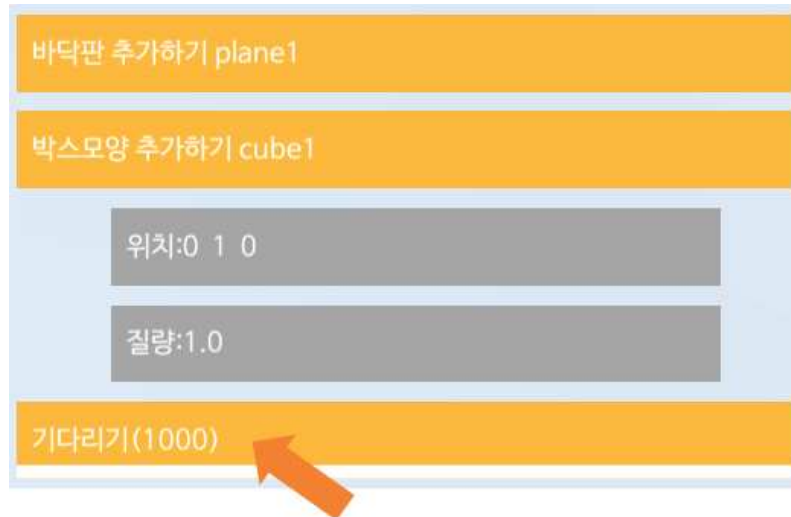 바닥판 추가하기 plane1
박스모양 추가하기 cube1
위치:0 1 0
질량:1.0
기다리기(1000)